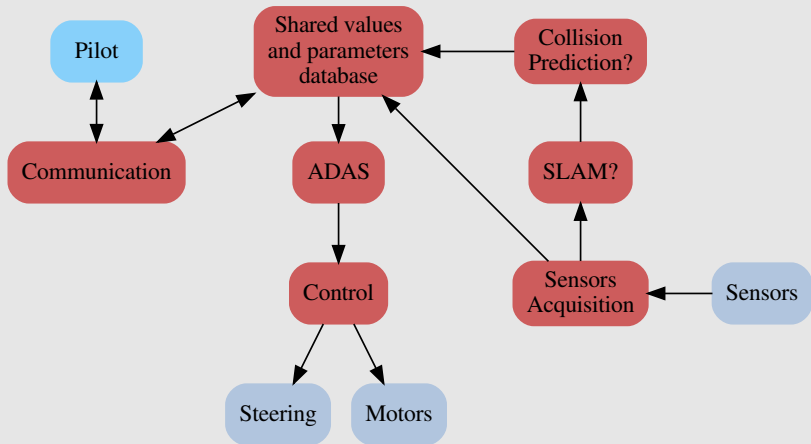 Pilot
Shared values
and parameters
database
Collision
Prediction?
Communication
ADAS
SLAM?
Control
Sensors
Acquisition
Sensors
Steering
Motors